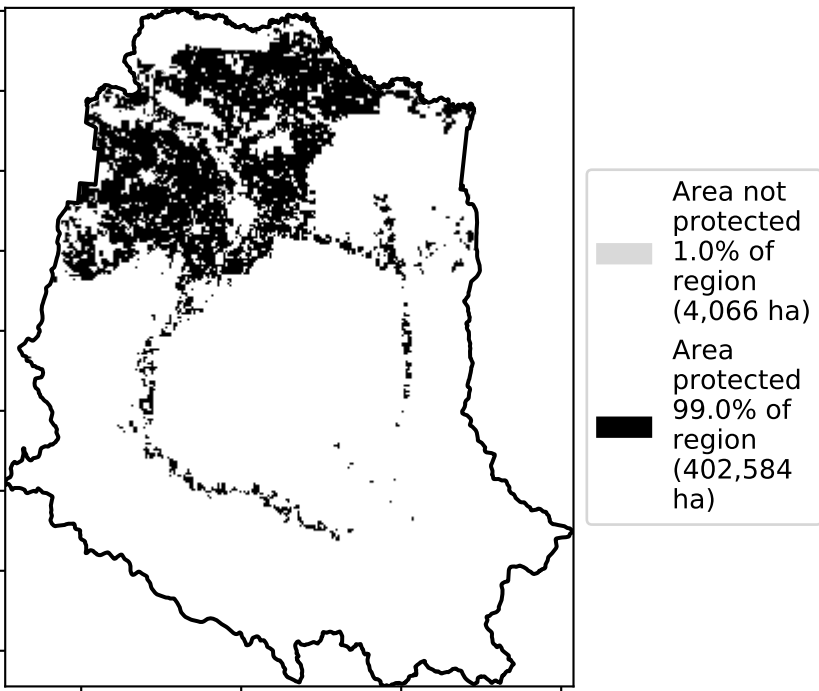 Area not
protected
1.0% of
region
(4,066 ha)
Area
protected
99.0% of
region
(402,584
ha)